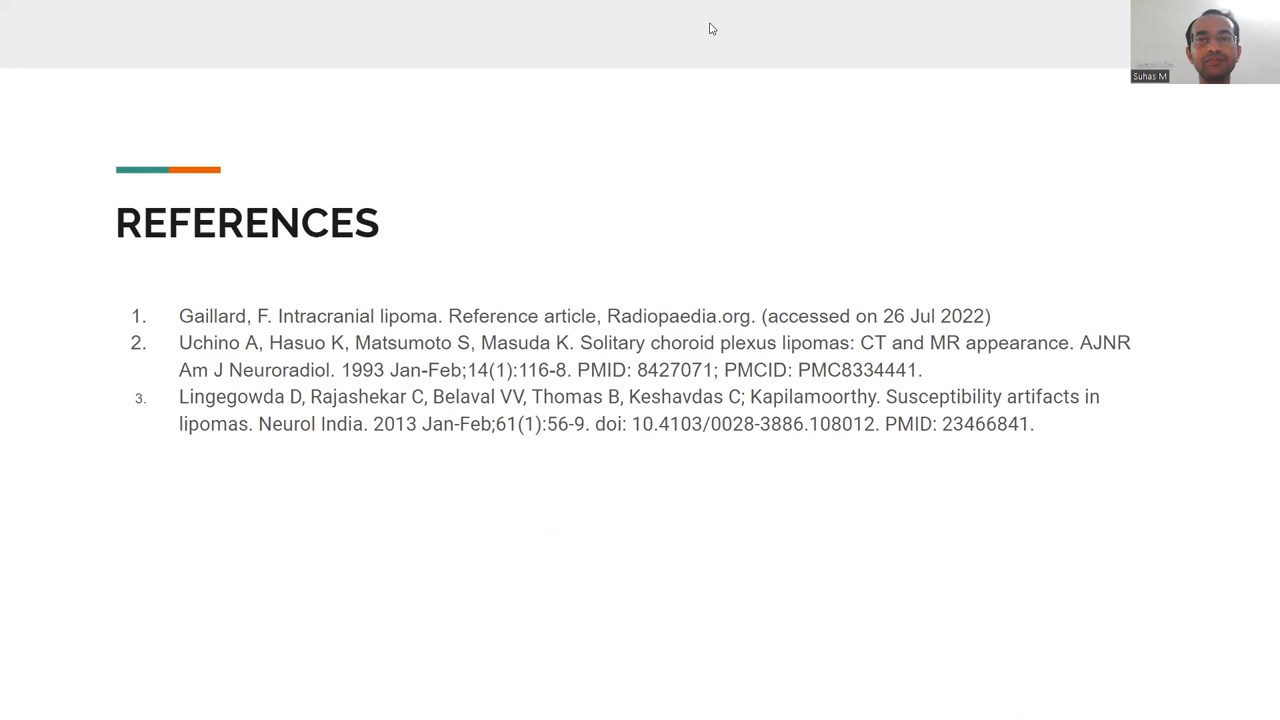 Suhas M
REFERENCES
1. Gaillard, F. Intracranial lipoma. Reference article, Radiopaedia.org. (accessed on 26 Jul 2022)
2. Uchino A, Hasuo K, Matsumoto S, Masuda K. Solitary choroid plexus lipomas: CT and MR appearance. AJNR
Am J Neuroradiol. 1993 Jan-Feb;14(1):116-8. PMID: 8427071; PMCID: PMC8334441.
3. Lingegowda D, Rajashekar C, Belaval VV, Thomas B, Keshavdas C; Kapilamoorthy. Susceptibility artifacts in
lipomas. Neurol India. 2013 Jan-Feb;61(1):56-9. doi: 10.4103/0028-3886.108012. PMID: 23466841.